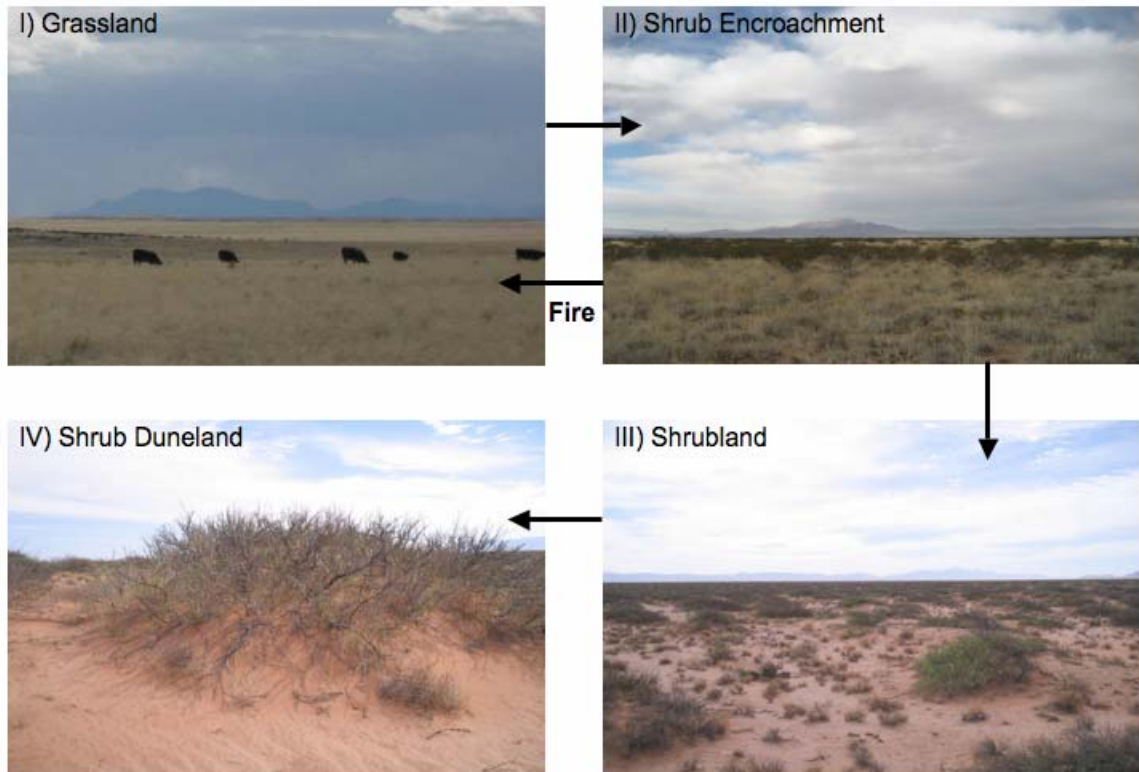 I) Grassland
II) Shrub Encroachment
Fire
IV) Shrub Duneland
III) Shrubland